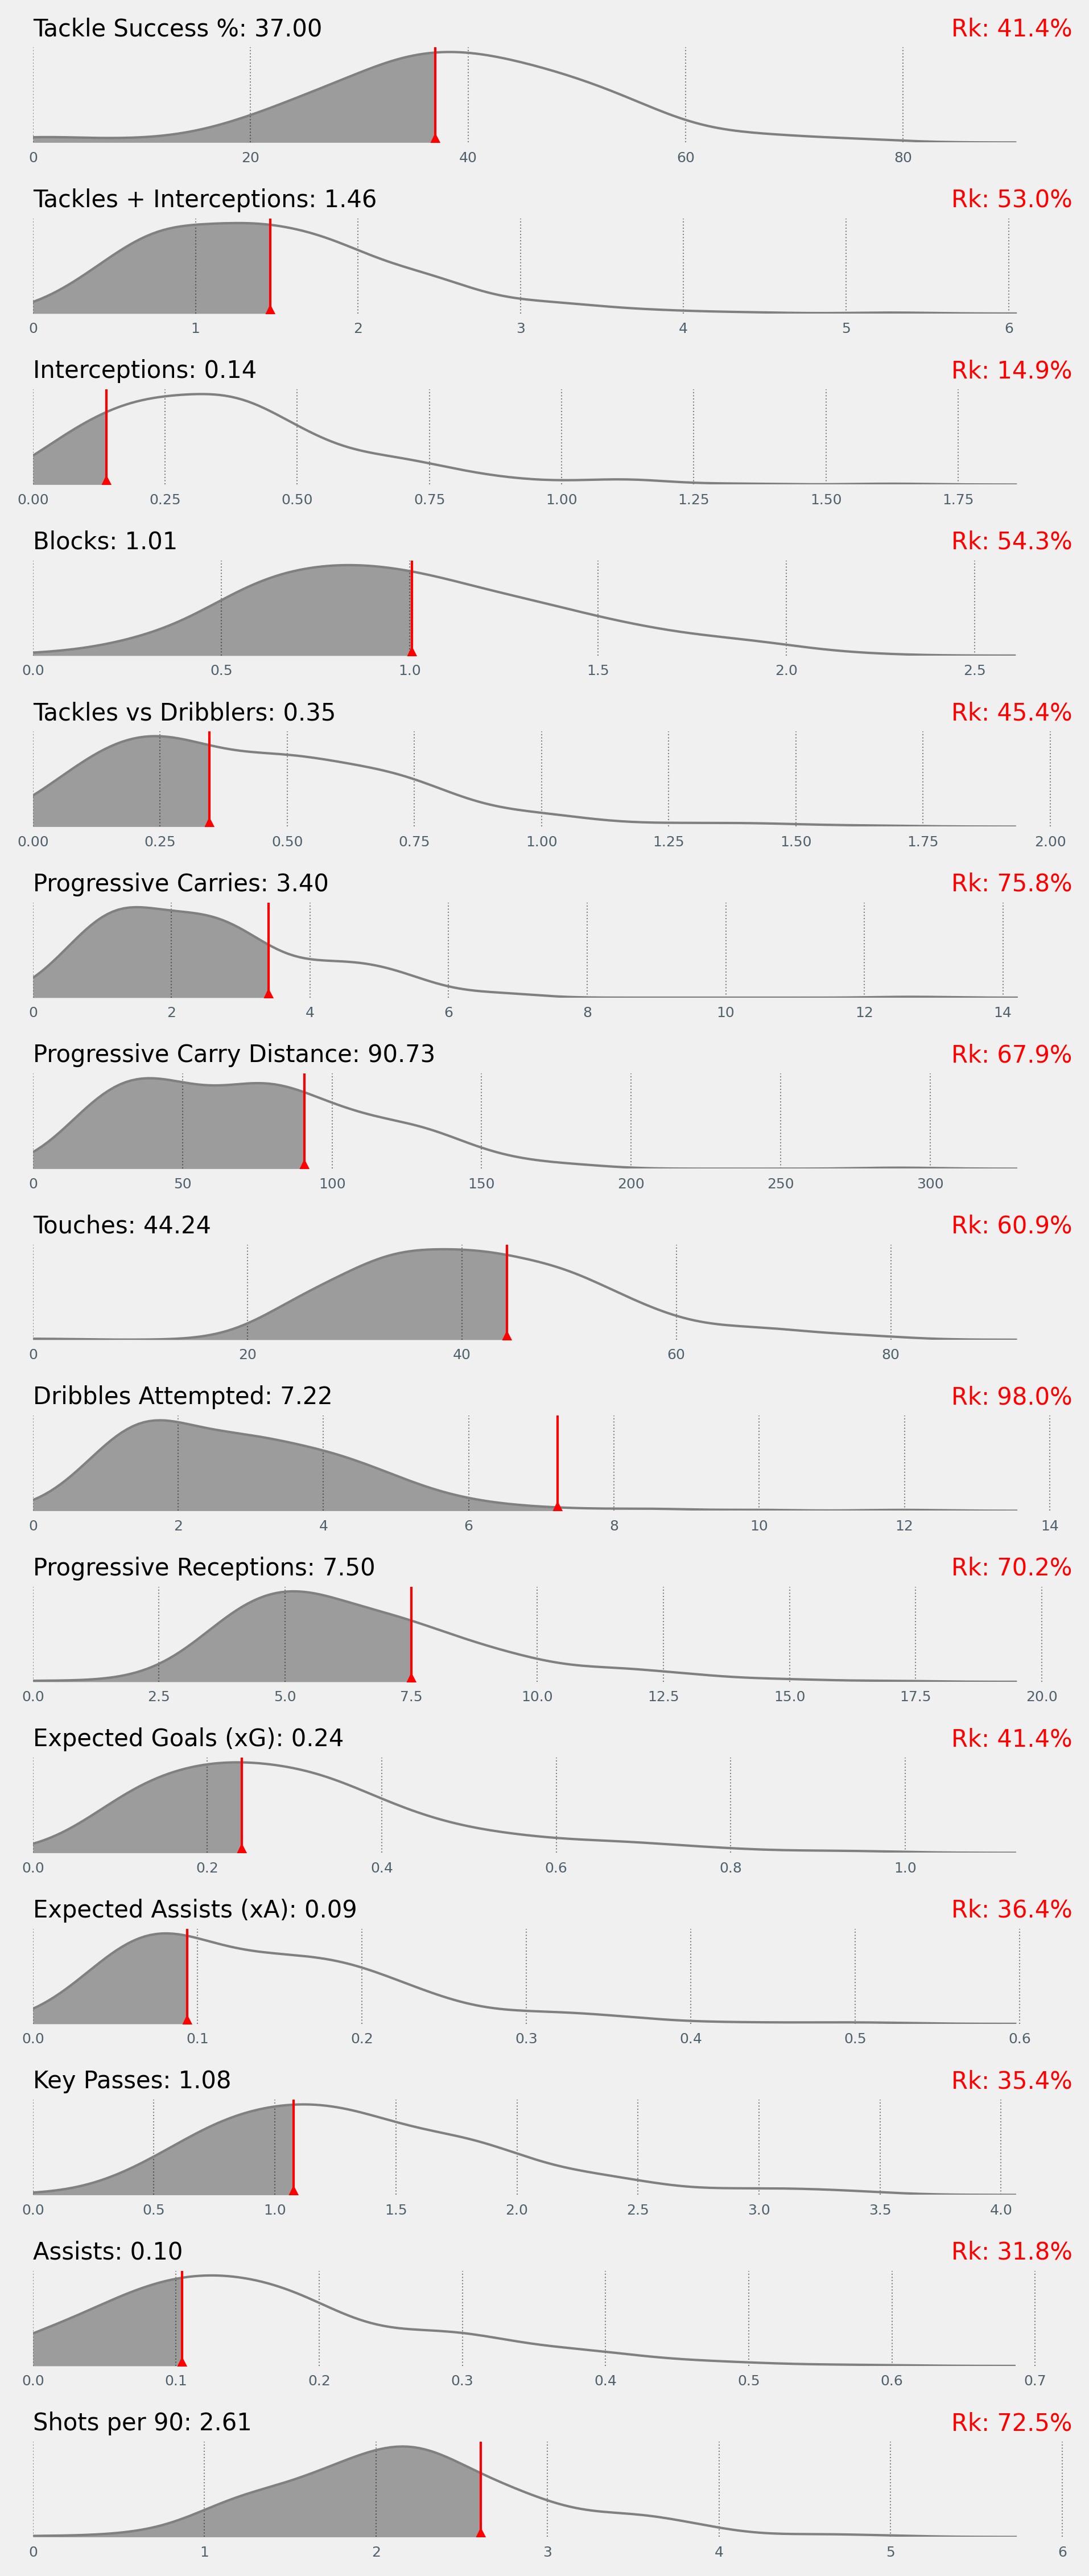 Tackle Success %: 37.00 Rk: 41.4%
0 20 40 60 80
Tackles + Interceptions: 1.46 Rk: 53.0%
0 1 2 3 4 5 6
Interceptions: 0.14 Rk: 14.9%
0.00 0.25 0.50 0.75 1.00 1.25 1.50 1.75
Blocks: 1.01 Rk: 54.3%
0.0 0.5 1.0 1.5 2.0 2.5
Tackles vs Dribblers: 0.35 Rk: 45.4%
0.00 0.25 0.50 0.75 1.00 1.25 1.50 1.75 2.00
Progressive Carries: 3.40 Rk: 75.8%
0 2 4 6 8 10 12 14
Progressive Carry Distance: 90.73 Rk: 67.9%
0 50 100 150 200 250 300
Touches: 44.24 Rk: 60.9%
0 20 40 60 80
Dribbles Attempted: 7.22 Rk: 98.0%
0 2 4 6 8 10 12 14
Progressive Receptions: 7.50 Rk: 70.2%
0.0 2.5 5.0 7.5 10.0 12.5 15.0 17.5 20.0
Expected Goals (xG): 0.24 Rk: 41.4%
0.0 0.2 0.4 0.6 0.8 1.0
Expected Assists (xA): 0.09 Rk: 36.4%
0.0 0.1 0.2 0.3 0.4 0.5 0.6
Key Passes: 1.08 Rk: 35.4%
0.0 0.5 1.0 1.5 2.0 2.5 3.0 3.5 4.0
Assists: 0.10 Rk: 31.8%
0.0 0.1 0.2 0.3 0.4 0.5 0.6 0.7
Shots per 90: 2.61 Rk: 72.5%
0 1 2 3 4 5 6